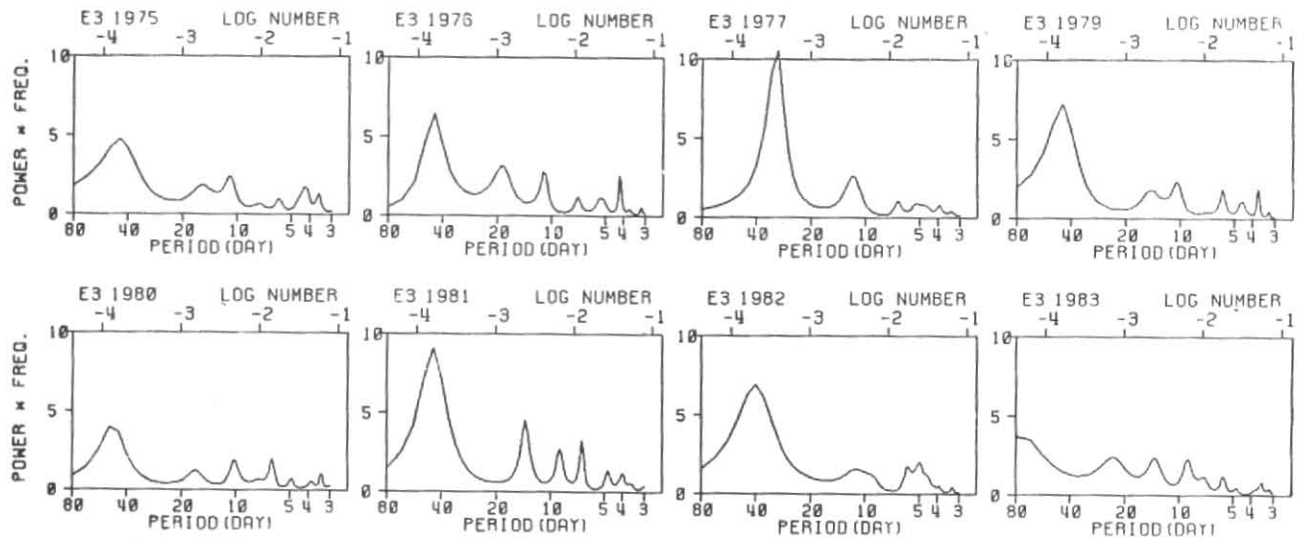 E3 1975 LOG NUMBER
-4 -3 -2 -1
10
5
0
POWER * FREQ.
80 40 20 10 5 4 3
PERIOD (DAY)
E3 1976 LOG NUMBER
-4 -3 -2 -1
10
5
0
80 40 20 10 5 4 3
PERIOD (DAY)
E3 1977 LOG NUMBER
-4 -3 -2 -1
10
5
0
80 40 20 10 5 4 3
PERIOD (DAY)
E3 1979 LOG NUMBER
-4 -3 -2 -1
10
5
0
80 40 20 10 5 4 3
PERIOD (DAY)
E3 1980 LOG NUMBER
-4 -3 -2 -1
10
5
0
POWER * FREQ.
80 40 20 10 5 4 3
PERIOD (DAY)
E3 1981 LOG NUMBER
-4 -3 -2 -1
10
5
0
80 40 20 10 5 4 3
PERIOD (DAY)
E3 1982 LOG NUMBER
-4 -3 -2 -1
10
5
0
80 40 20 10 5 4 3
PERIOD (DAY)
E3 1983 LOG NUMBER
-4 -3 -2 -1
10
5
0
80 40 20 10 5 4 3
PERIOD (DAY)